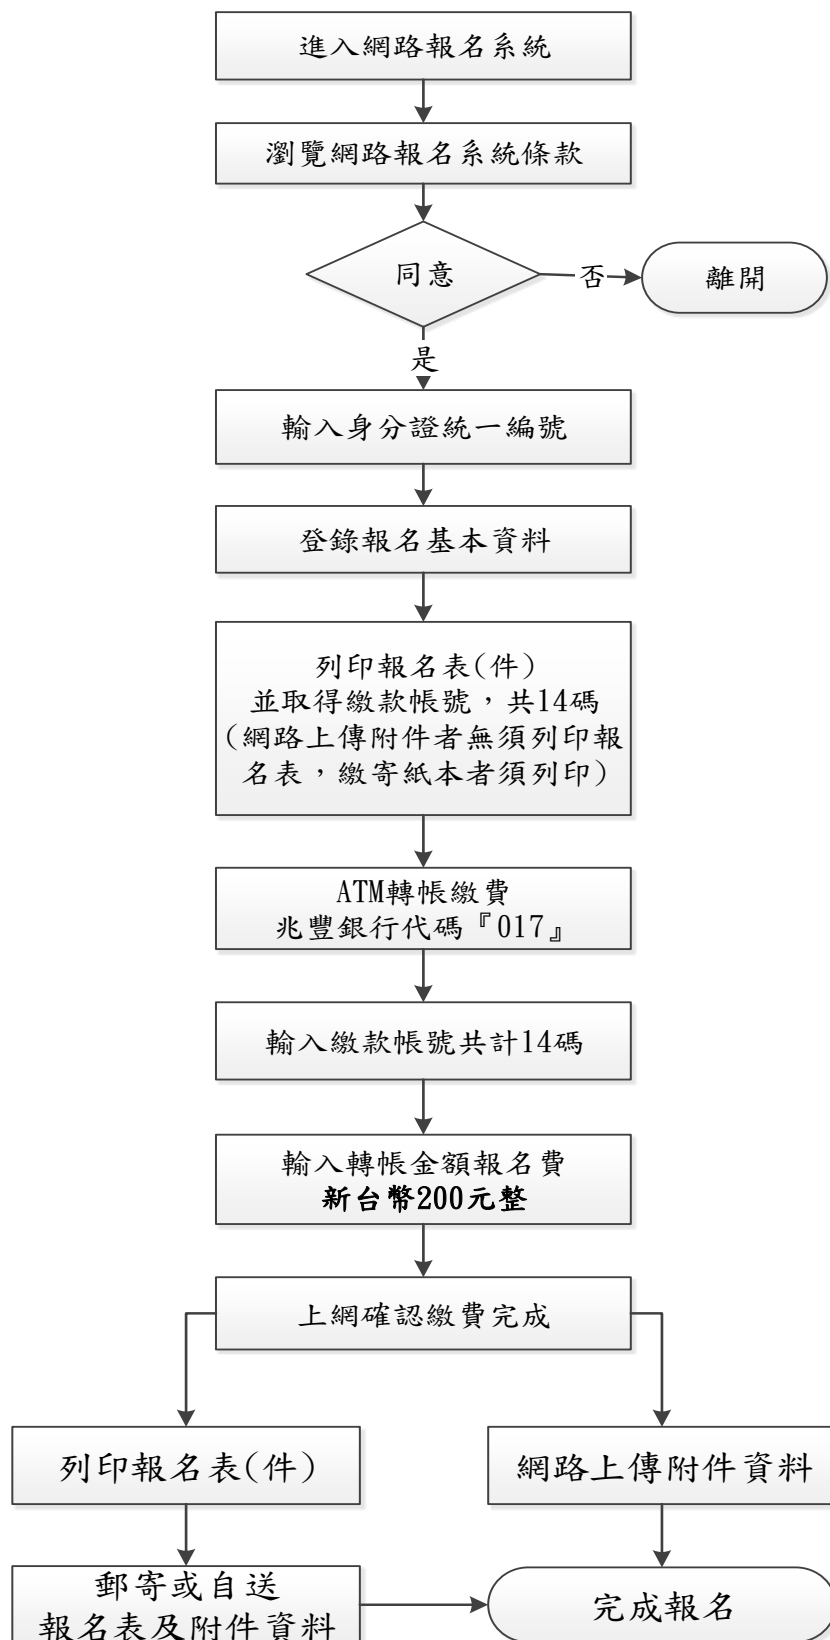 進入網路報名系統
瀏覽網路報名系統條款
同意
否
離開
是
輸入身分證統一編號
登錄報名基本資料
列印報名表(件)
並取得繳款帳號，共14碼
(網路上傳附件者無須列印報
名表，繳寄紙本者須列印)
ATM轉帳繳費
兆豐銀行代碼『017』
輸入繳款帳號共計14碼
輸入轉帳金額報名費
新台幣200元整
上網確認繳費完成
列印報名表(件)
網路上傳附件資料
郵寄或自送
報名表及附件資料
完成報名